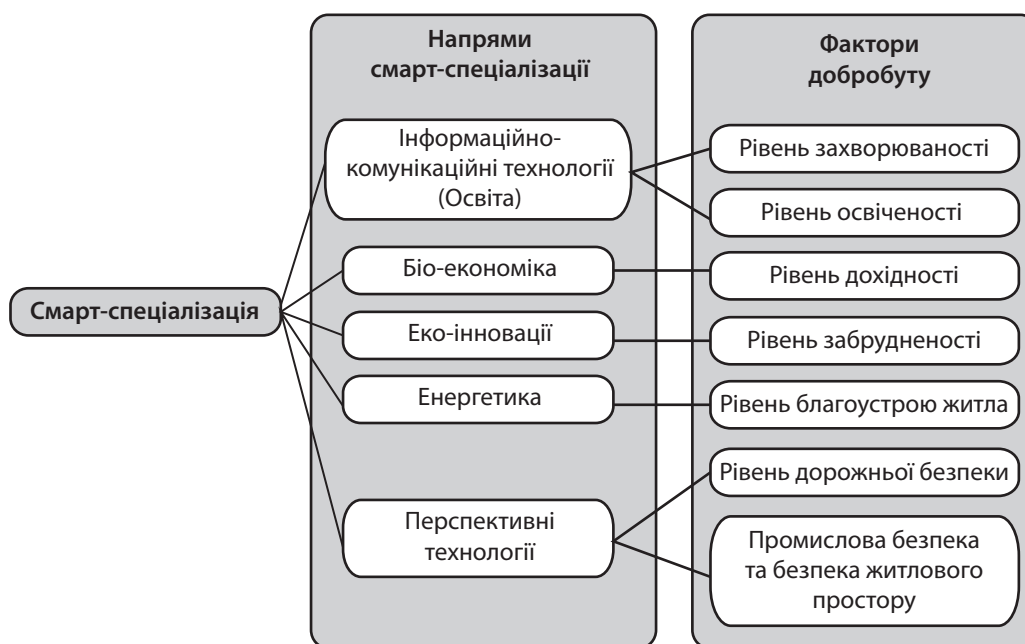 Напрями
смарт-спеціалізації
Фактори
добробуту
Інформаційно-
комунікаційні технології
(Освіта)
Рівень захворюваності
Рівень освіченості
Біо-економіка
Рівень дохідності
Смарт-спеціалізація
Еко-інновації
Рівень забрудненості
Енергетика
Рівень благоустрою житла
Рівень дорожньої безпеки
Перспективні
технології
Промислова безпека
та безпека житлового
простору